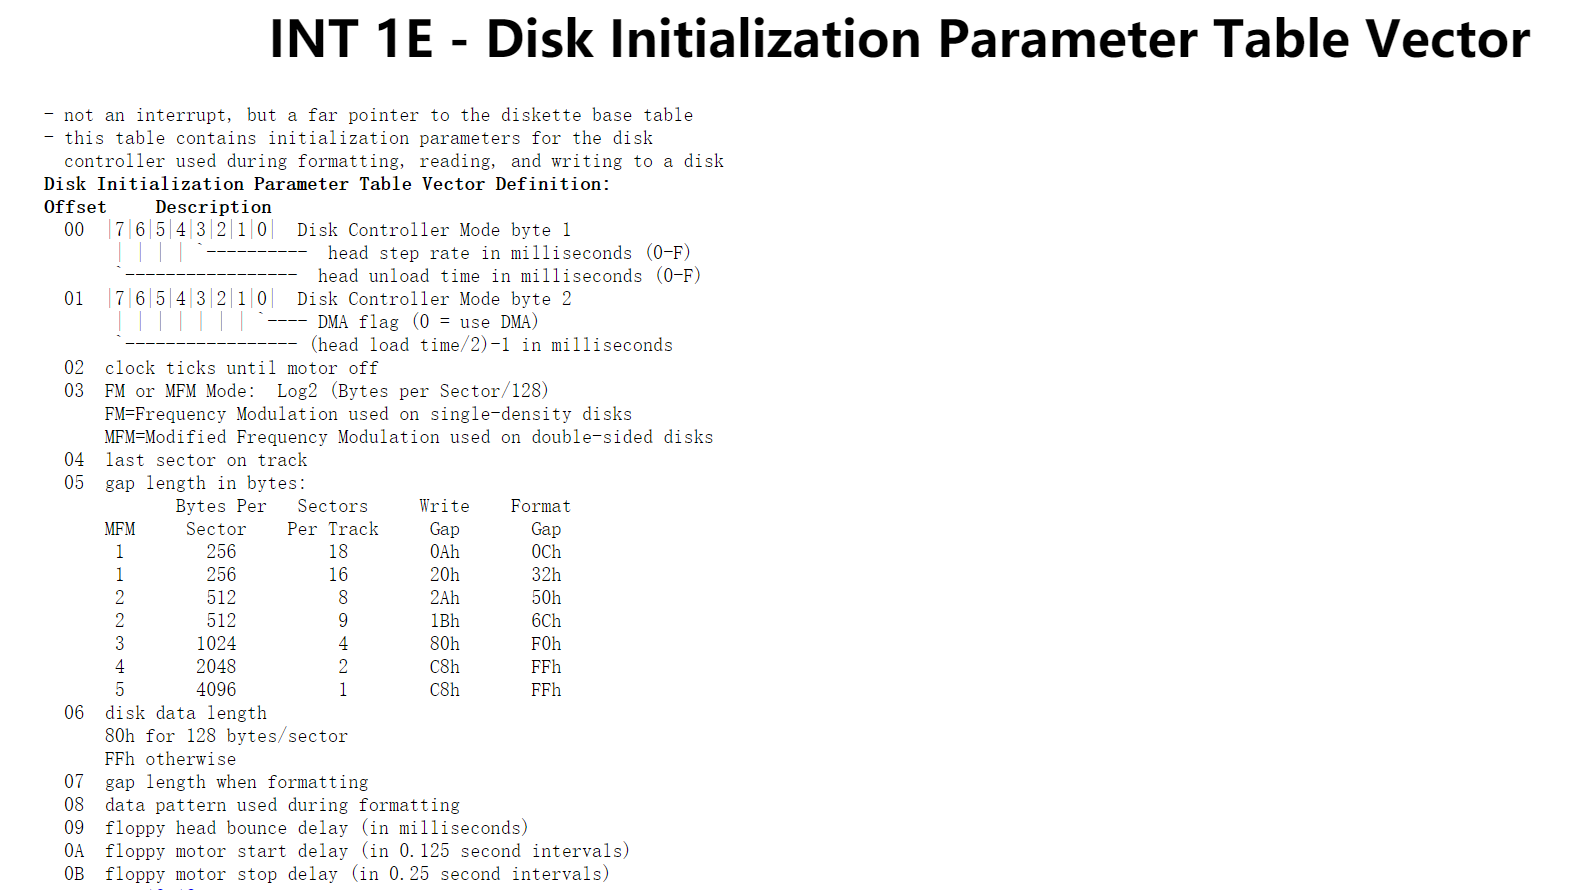 INT 1E - Disk Initialization Parameter Table Vector
- not an interrupt, but a far pointer to the diskette base table
- this table contains initialization parameters for the disk
controller used during formatting, reading, and writing to a disk
Disk Initialization Parameter Table Vector Definition:
Offset     Description
00  |7|6|5|4|3|2|1|0|  Disk Controller Mode byte 1
| | | | `----------  head step rate in milliseconds (0-F)
`-----------------  head unload time in milliseconds (0-F)
01  |7|6|5|4|3|2|1|0|  Disk Controller Mode byte 2
| | | | | | | `---- DMA flag (0 = use DMA)
`----------------- (head load time/2)-1 in milliseconds
02  clock ticks until motor off
03  FM or MFM Mode:  Log2 (Bytes per Sector/128)
FM=Frequency Modulation used on single-density disks
MFM=Modified Frequency Modulation used on double-sided disks
04  last sector on track
05  gap length in bytes:
Bytes Per   Sectors     Write    Format
MFM     Sector    Per Track     Gap       Gap
1        256         18        0Ah       0Ch
1        256         16        20h       32h
2        512          8        2Ah       50h
2        512          9        1Bh       6Ch
3       1024          4        80h       F0h
4       2048          2        C8h       FFh
5       4096          1        C8h       FFh
06  disk data length
80h for 128 bytes/sector
FFh otherwise
07  gap length when formatting
08  data pattern used during formatting
09  floppy head bounce delay (in milliseconds)
0A  floppy motor start delay (in 0.125 second intervals)
0B  floppy motor stop delay (in 0.25 second intervals)